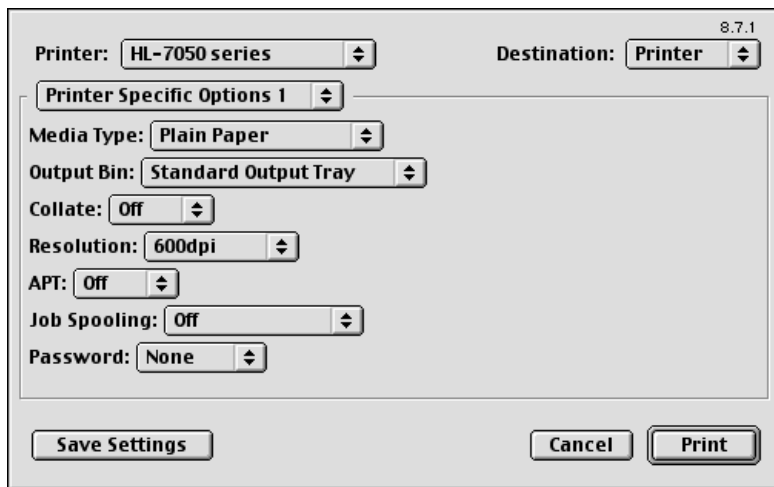 8.7.1
Printer: HL-7050 series Destination: Printer
Printer Specific Options 1
Media Type: Plain Paper
Output Bin: Standard Output Tray
Collate: Off
Resolution: 600dpi
APT: Off
Job Spooling: Off
Password: None
Save Settings Cancel Print